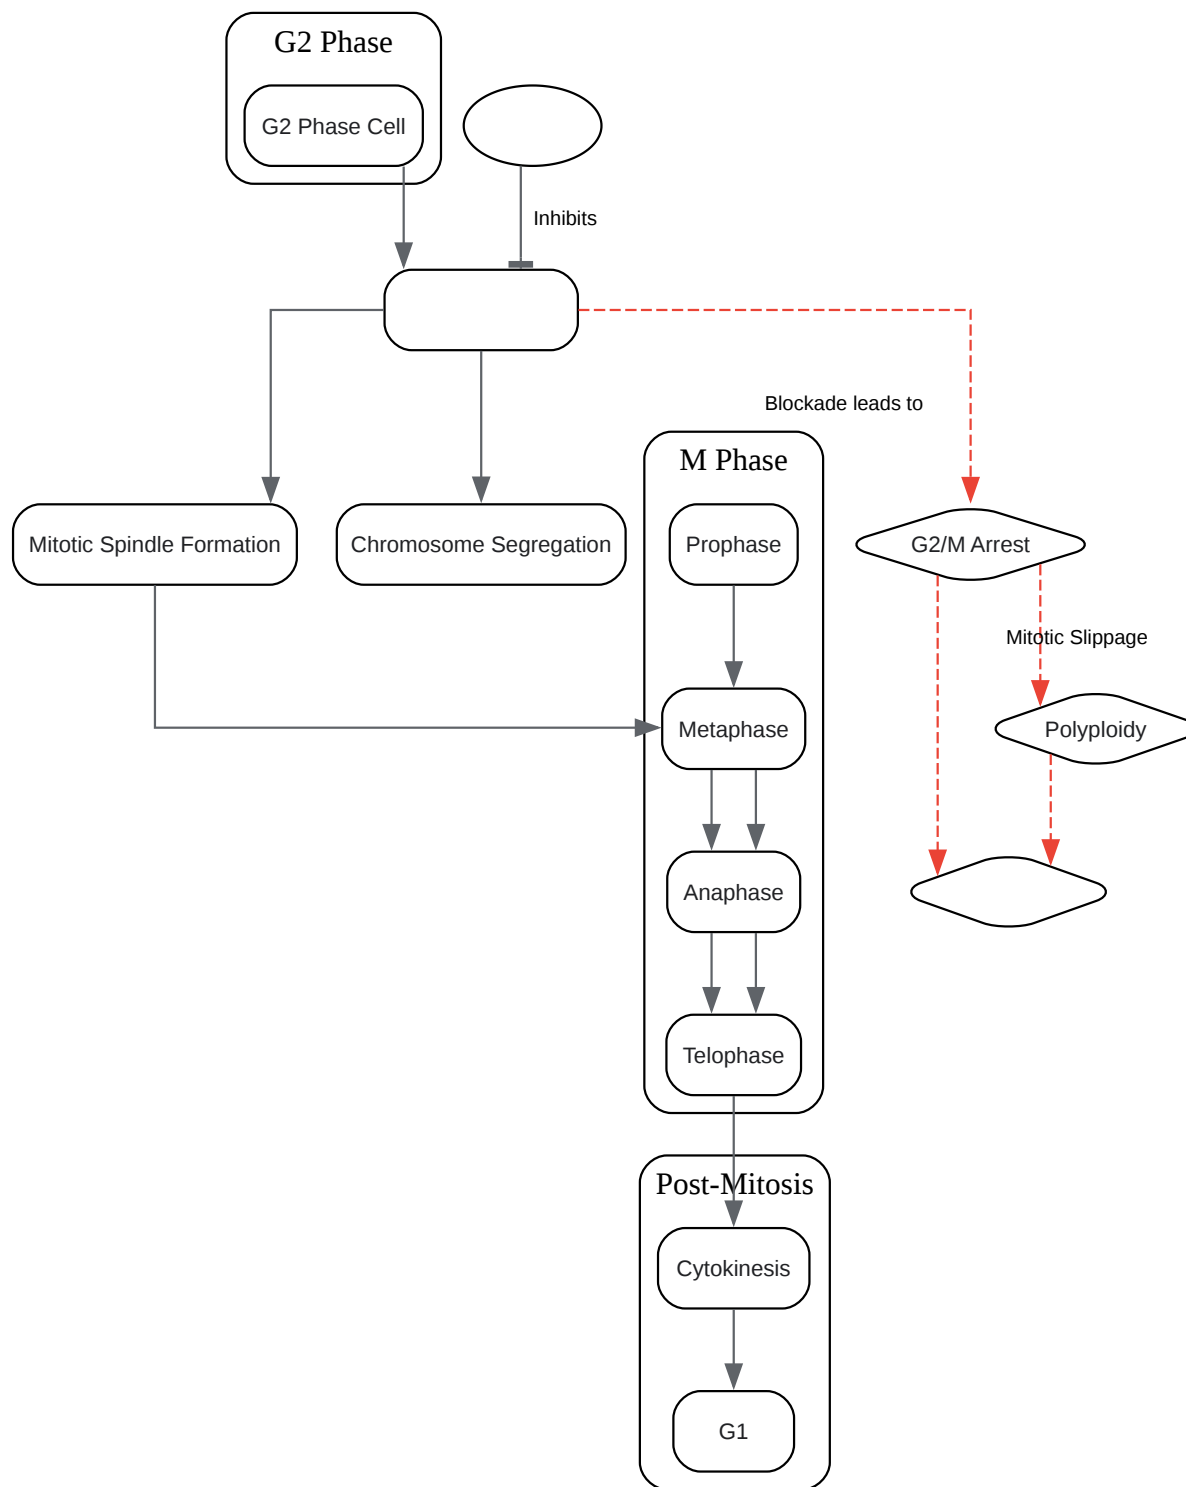 G2 Phase
G2 Phase Cell
Inhibits
Blockade leads to
M Phase
Mitotic Spindle Formation
Chromosome Segregation
Prophase
G2/M Arrest
Mitotic Slippage
Metaphase
Polyploidy
Anaphase
Telophase
Post-Mitosis
Cytokinesis
G1